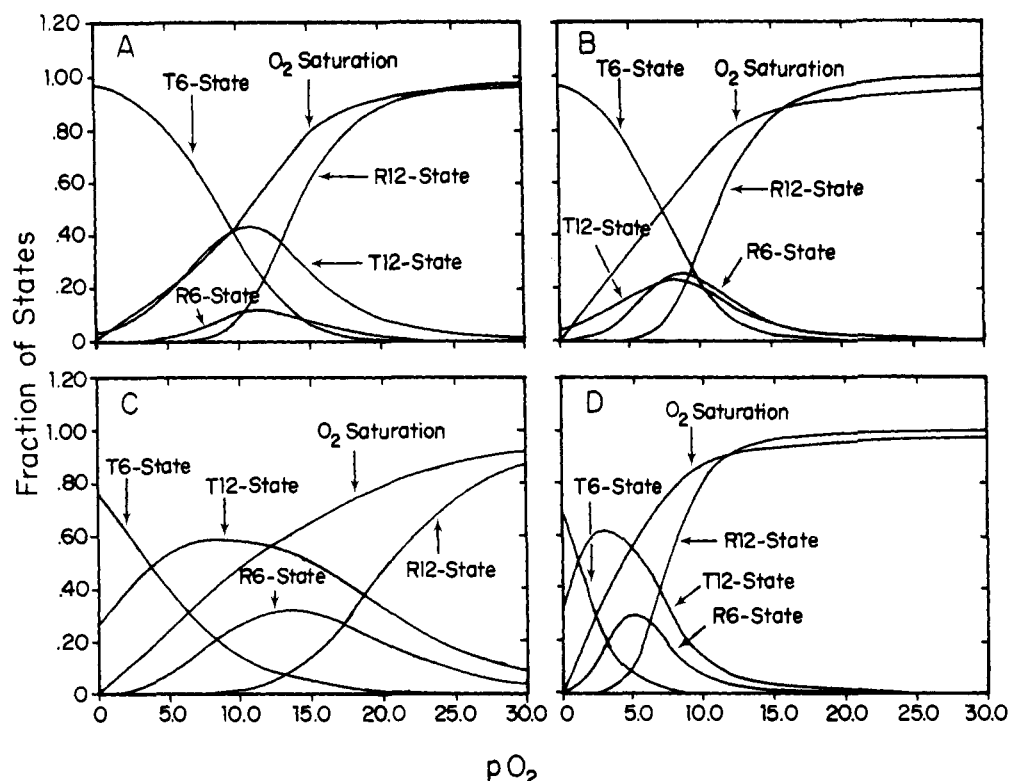 Fraction of States
A
1.20
1.00
.80
.60
.40
.20
0
T6-State
O2 Saturation
R12-State
T12-State
R6-State
B
T6-State
O2 Saturation
R12-State
T12-State
R6-State
C
1.20
1.00
.80
.60
.40
.20
0
T6-State
T12-State
O2 Saturation
R6-State
R12-State
0 5.0 10.0 15.0 20.0 25.0 30.0
D
O2 Saturation
T6-State
R12-State
T12-State
R6-State
0 5.0 10.0 15.0 20.0 25.0 30.0
pO2